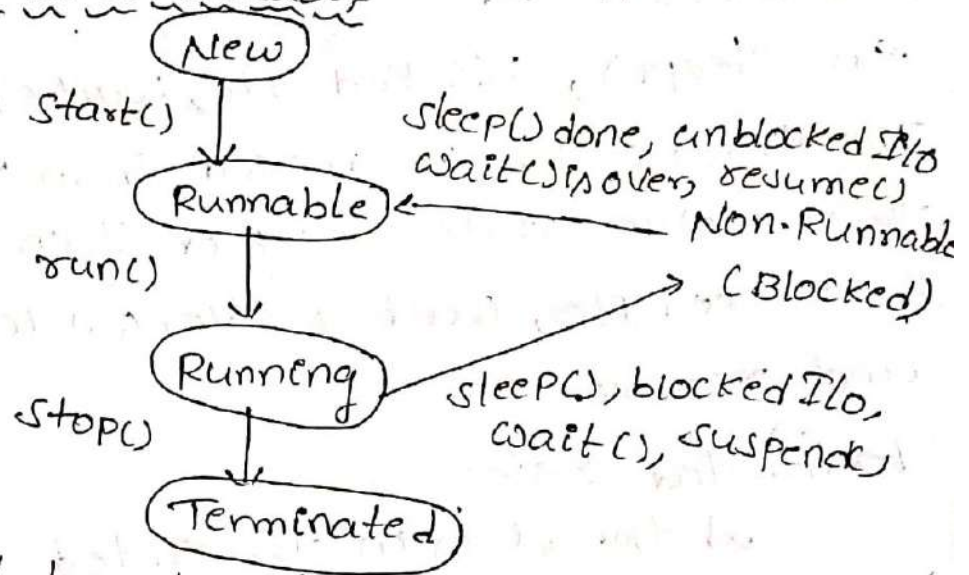 New
start()
sleep() done, unblocked I/o
wait() is over, resume()
Runnable
Non-Runnable
run()
(Blocked)
Running
sleep(), blocked I/o,
stop()
wait(), suspend()
Terminated